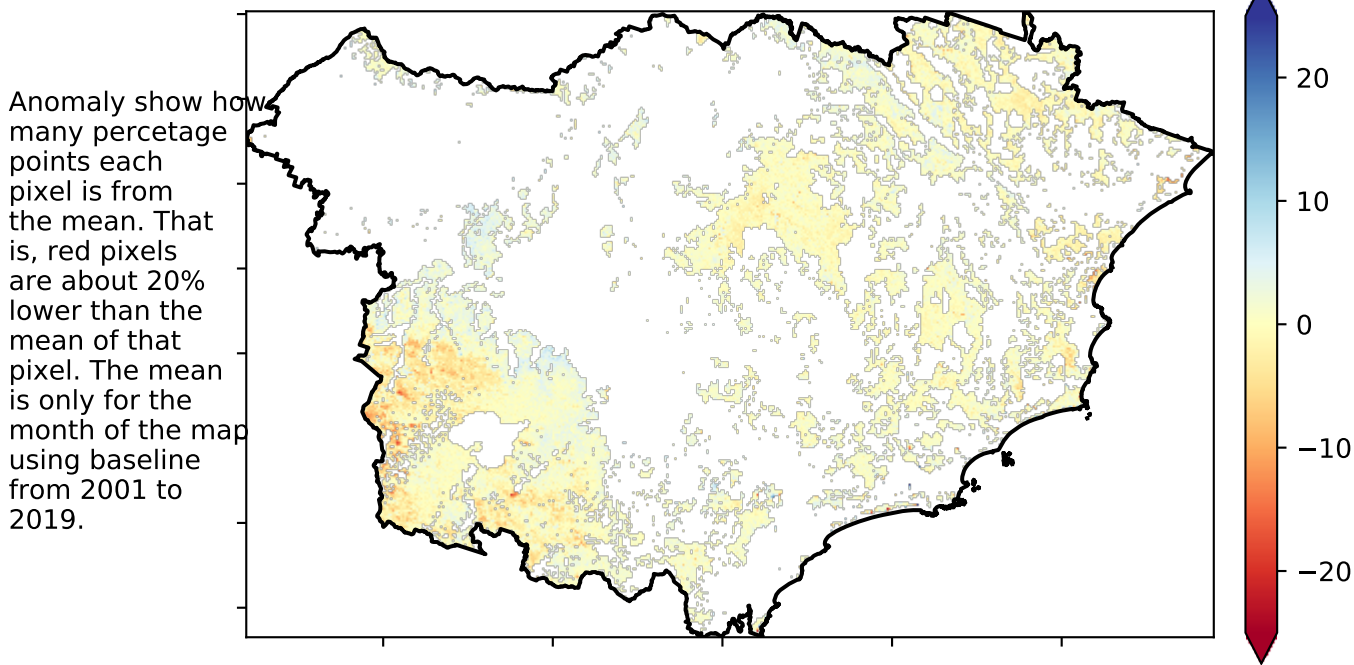 Anomaly show how
many percetage
points each
pixel is from
the mean. That
is, red pixels
are about 20%
lower than the
mean of that
pixel. The mean
is only for the
month of the map
using baseline
from 2001 to
2019.
20
10
0
−10
−20